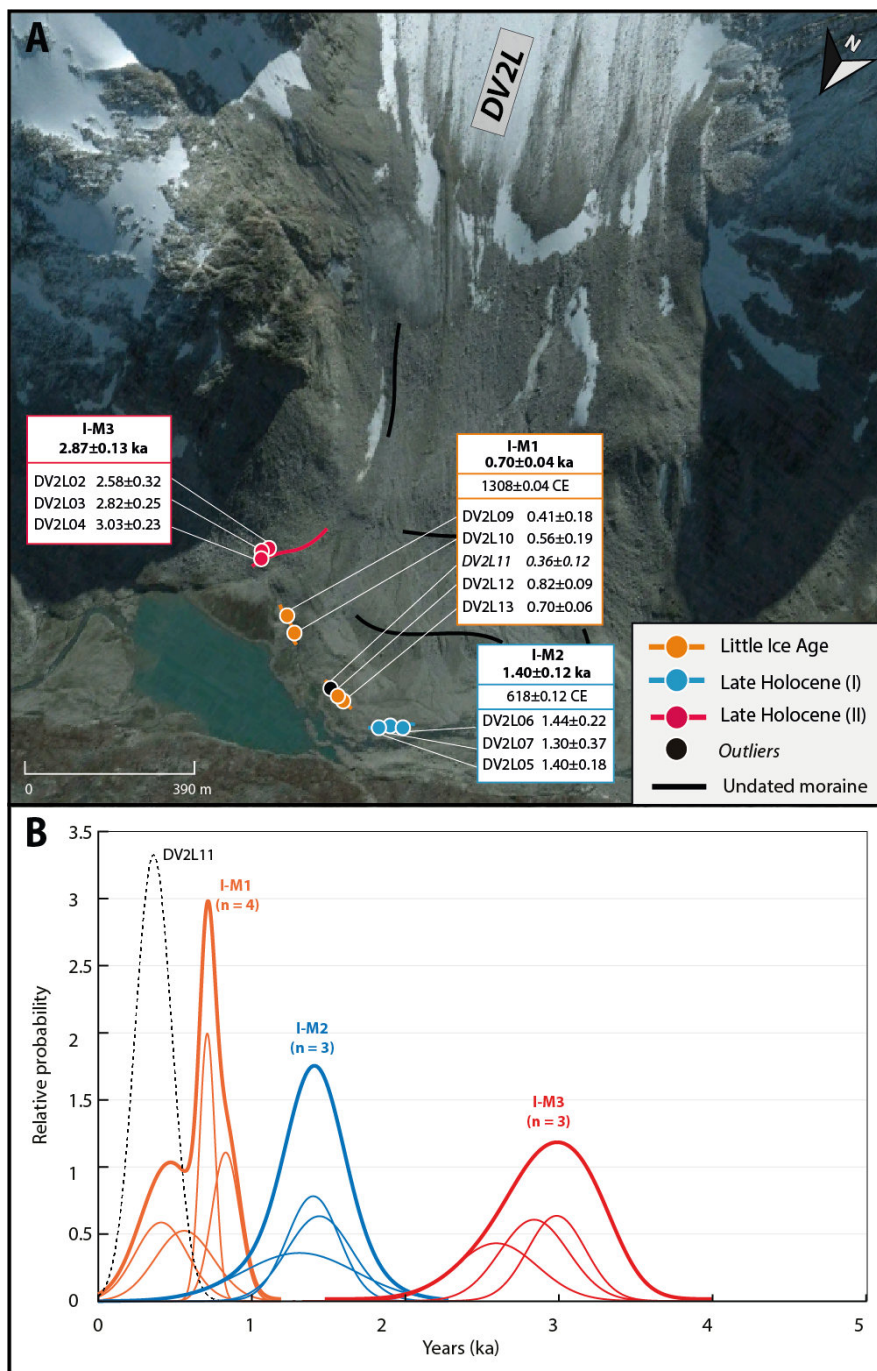 A
DV2L
N
I-M3
2.87±0.13 ka
DV2L02 2.58±0.32
DV2L03 2.82±0.25
DV2L04 3.03±0.23
I-M1
0.70±0.04 ka
1308±0.04 CE
DV2L09 0.41±0.18
DV2L10 0.56±0.19
DV2L11 0.36±0.12
DV2L12 0.82±0.09
DV2L13 0.70±0.06
I-M2
1.40±0.12 ka
618±0.12 CE
DV2L06 1.44±0.22
DV2L07 1.30±0.37
DV2L05 1.40±0.18
Little Ice Age
Late Holocene (I)
Late Holocene (II)
Outliers
Undated moraine
0 390 m
B
3.5
3
2.5
2
1.5
1
0.5
0
Relative probability
DV2L11
I-M1
(n = 4)
I-M2
(n = 3)
I-M3
(n = 3)
0 1 2 3 4 5
Years (ka)